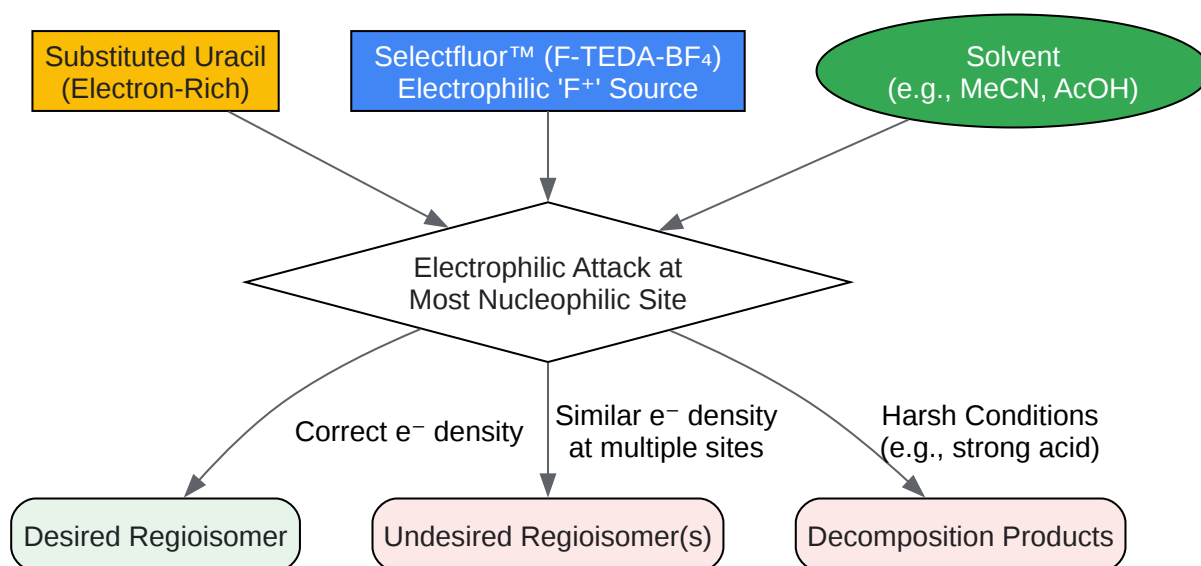 Substituted Uracil
(Electron-Rich)
Selectfluor™ (F-TEDA-BF₄)
Electrophilic 'F⁺' Source
Solvent
(e.g., MeCN, AcOH)
Electrophilic Attack at
Most Nucleophilic Site
Correct e⁻ density
Similar e⁻ density
at multiple sites
Harsh Conditions
(e.g., strong acid)
Desired Regioisomer
Undesired Regioisomer(s)
Decomposition Products